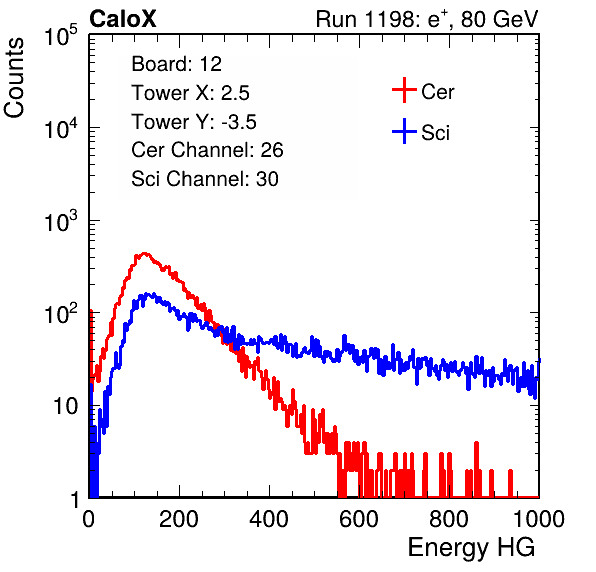 CaloX
Run 1198: e+, 80 GeV
Counts
10^5
10^4
10^3
10^2
10
1
Board: 12
Tower X: 2.5
Tower Y: -3.5
Cer Channel: 26
Sci Channel: 30
Cer
Sci
0 200 400 600 800 1000
Energy HG